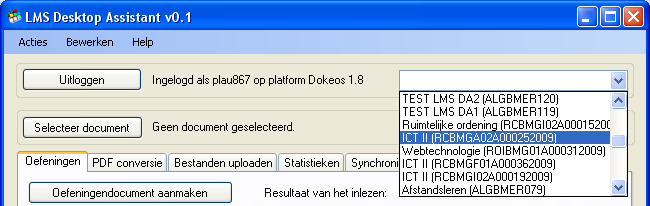 LMS Desktop Assistant v0.1
Acties Bewerken Help
Uitloggen Ingelogd als plau867 op platform Dokeos 1.8
TEST LMS DA2 (ALGBMER120)
TEST LMS DA1 (ALGBMER119)
Selecteer document Geen document geselecteerd.
Ruimtelijke ordening (RCBMGI02A00015200
ICT II (RCBMGA02A000252009)
Webtechnologie (ROIBMG01A000312009)
Oefeningen PDF conversie Bestanden uploaden Statistieken Synchroni
ICT II (RCBMGF01A000362009)
ICT II (RCBMGI02A000192009)
Oefeningendocument aanmaken Resultaat van het inlezen:
Afstandsleren (ALGBMER079)